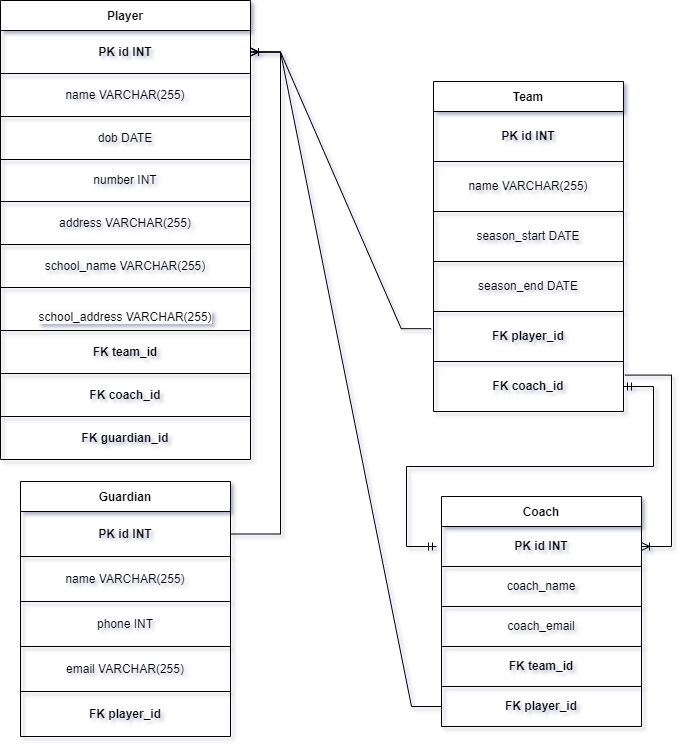 Player
PK id INT
name VARCHAR(255)
dob DATE
number INT
address VARCHAR(255)
school_name VARCHAR(255)
school_address VARCHAR(255)
FK team_id
FK coach_id
FK guardian_id
Team
PK id INT
name VARCHAR(255)
season_start DATE
season_end DATE
FK player_id
FK coach_id
Guardian
PK id INT
name VARCHAR(255)
phone INT
email VARCHAR(255)
FK player_id
Coach
PK id INT
coach_name
coach_email
FK team_id
FK player_id